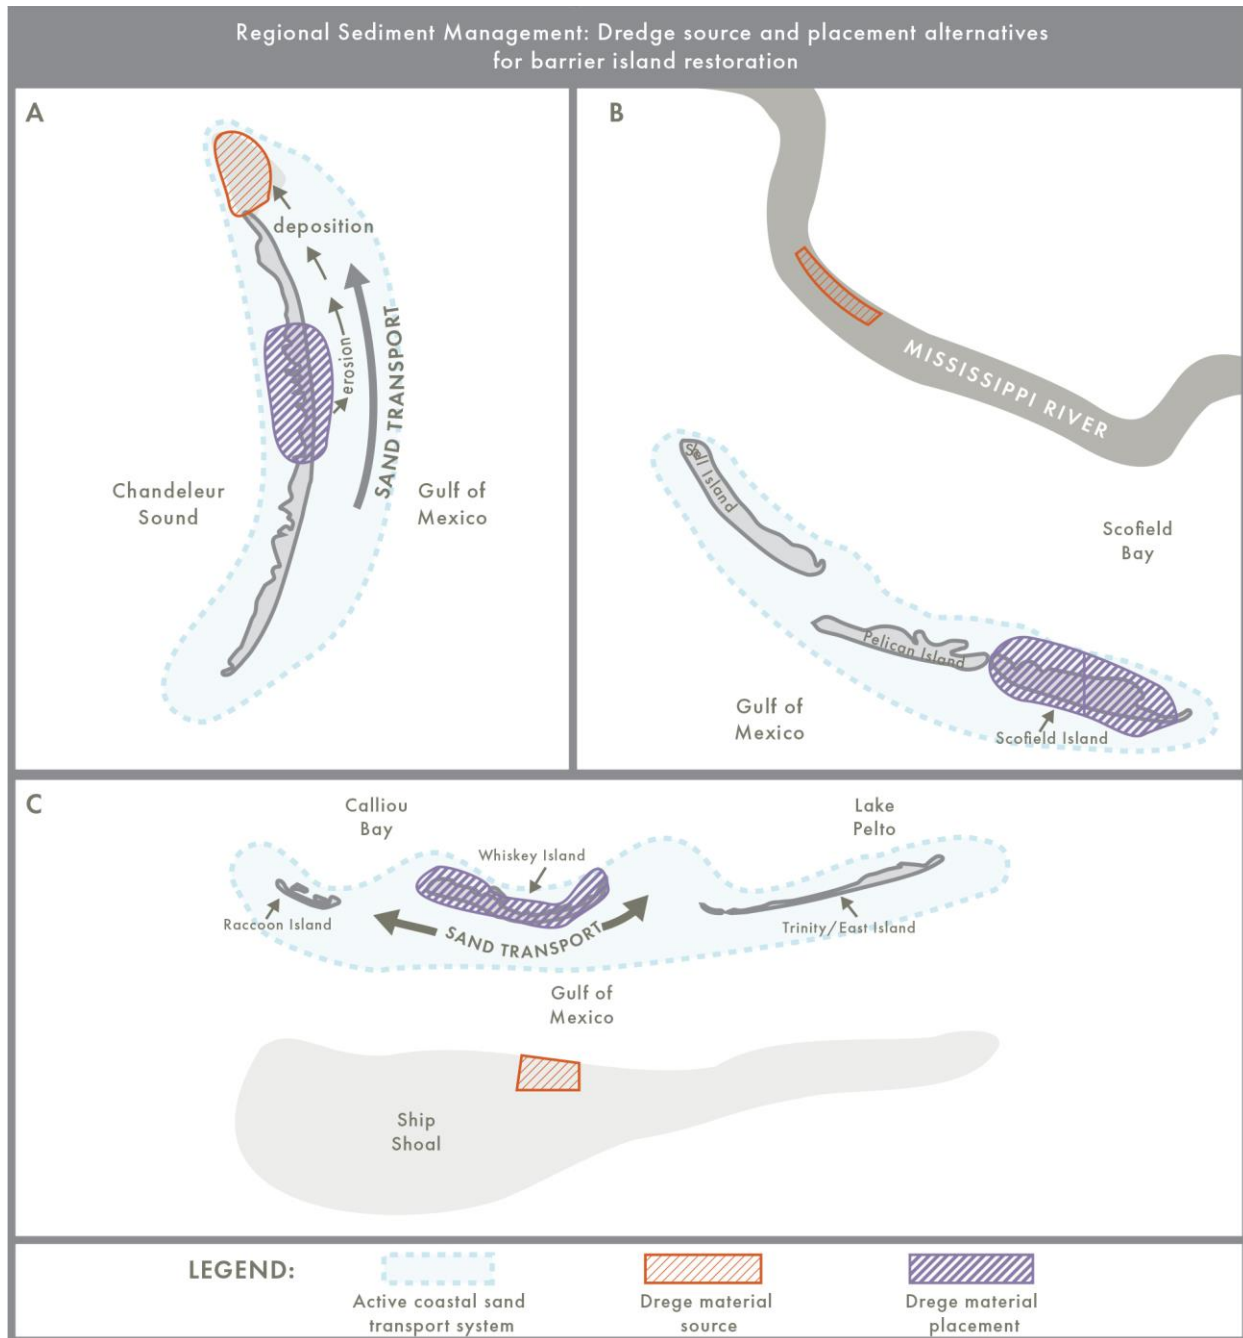 Regional Sediment Management: Dredge source and placement alternatives
for barrier island restoration
A
deposition
erosion
SAND TRANSPORT
Chandeleur
Sound
Gulf of
Mexico
B
MISSISSIPPI RIVER
Island
Scofield
Bay
Pelican Island
Gulf of
Mexico
Scofield Island
C
Calliou
Bay
Lake
Pelto
Whiskey Island
Raccoon Island
SAND TRANSPORT
Trinity/East Island
Gulf of
Mexico
Ship
Shoal
LEGEND:
Active coastal sand
transport system
Drege material
source
Drege material
placement